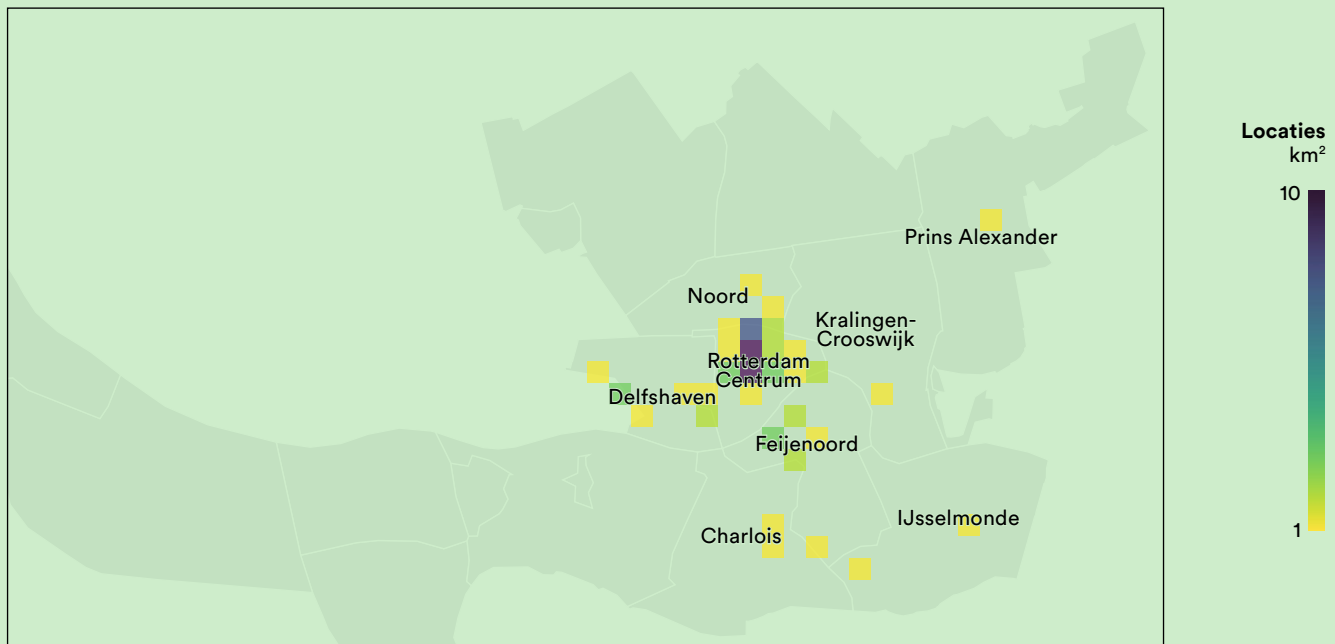 Locaties
km²
10
1
Prins Alexander
Noord
Kralingen-
Crooswijk
Rotterdam
Centrum
Delfshaven
Feijenoord
IJsselmonde
Charlois